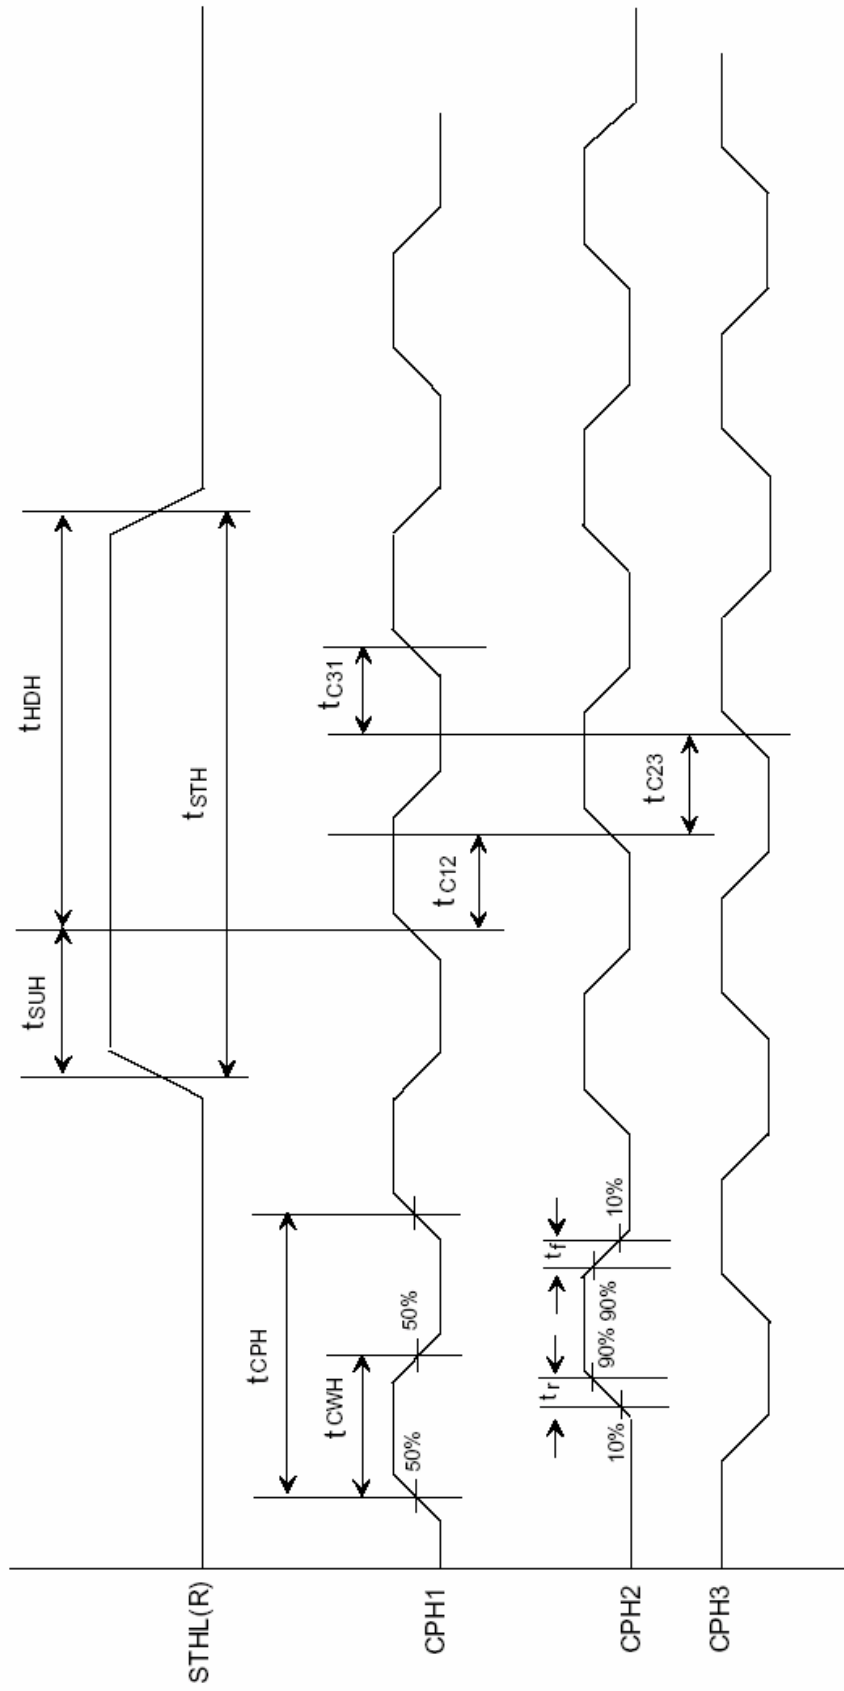 tHDH
tSUH
tSTH
STHL(R)
tCPH
tCWH
tC31
tC12
50%
50%
CPH1
tr
tf
tC23
10%
90%
90%
10%
CPH2
CPH3